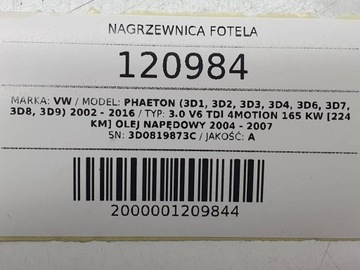 NAGRZEWNICA FOTELA
120984
MARKA: VW / MODEL: PHAETON (3D1, 3D2, 3D3, 3D4, 3D6, 3D7,
3D8, 3D9) 2002 - 2016 / TYP: 3.0 V6 TDI 4MOTION 165 KW [224
KM] OLEJ NAPĘDOWY 2004 - 2007
SN: 3D0819873C / JAKOŚĆ: A
2000001209844